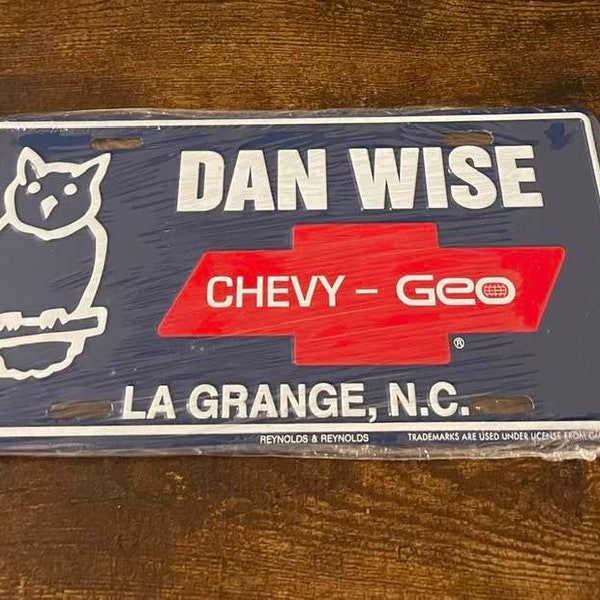 DAN WISE
CHEVY – Geo
®
LA GRANGE, N.C.
REYNOLDS & REYNOLDS TRADEMARKS ARE USED UNDER LICENSE FROM